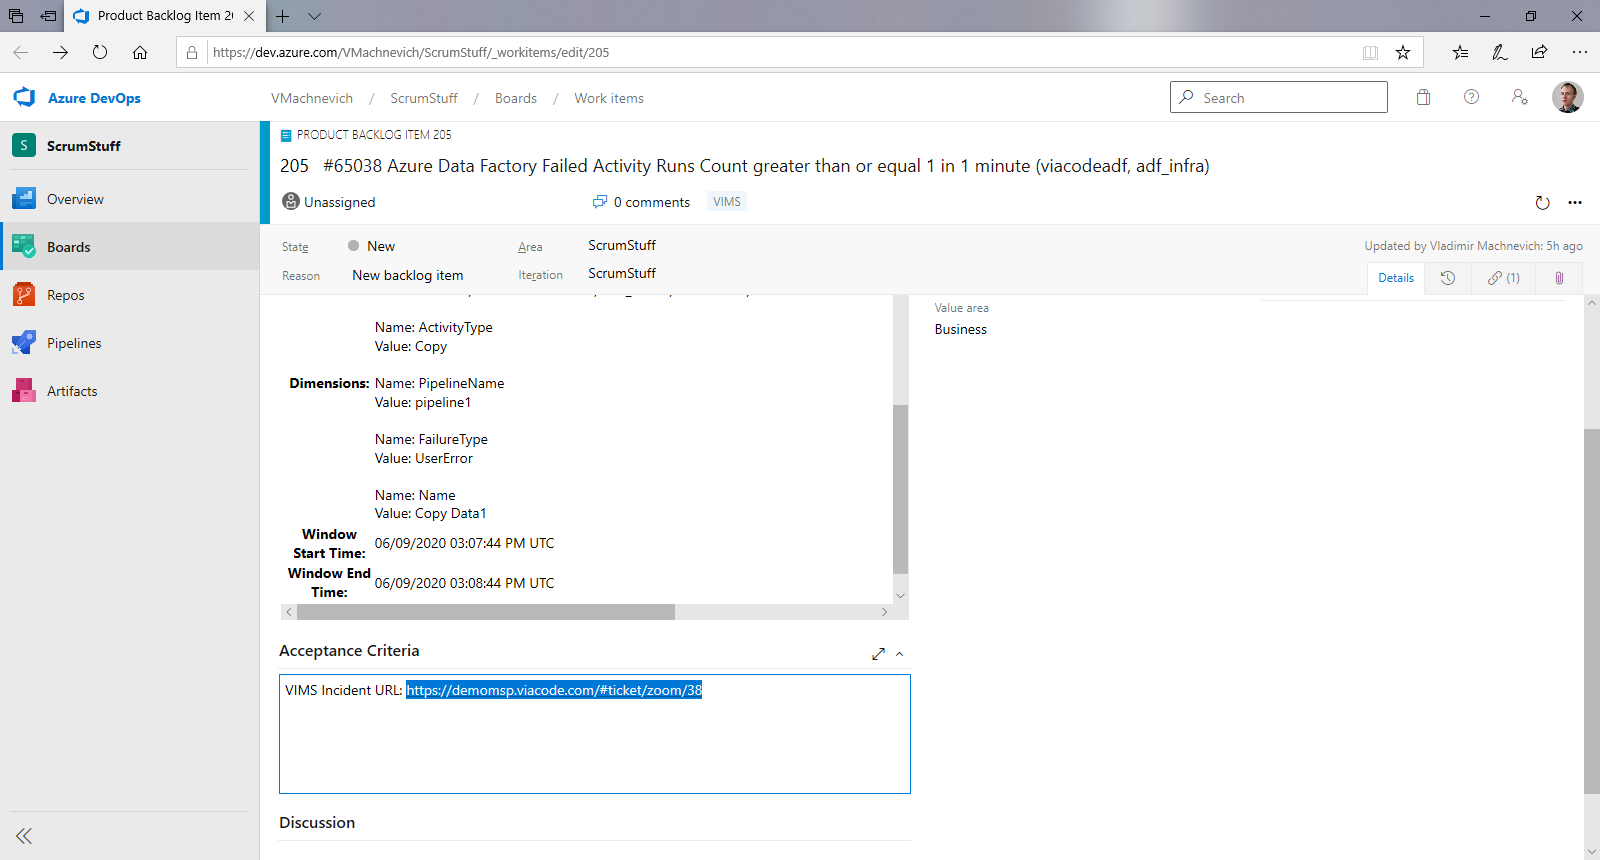 Product Backlog Item 20
https://dev.azure.com/VMachnevich/ScrumStuff/_workitems/edit/205
Azure DevOps
VMachnevich / ScrumStuff / Boards / Work items
Search
S ScrumStuff
Overview
Boards
Repos
Pipelines
Artifacts
PRODUCT BACKLOG ITEM 205
205 #65038 Azure Data Factory Failed Activity Runs Count greater than or equal 1 in 1 minute (viacodeadf, adf_infra)
Unassigned
0 comments
VIMS
State New
Area ScrumStuff
Updated by Vladimir Machnevich: 5h ago
Reason New backlog item
Iteration ScrumStuff
Details
(1)
Name: ActivityType
Value: Copy
Dimensions: Name: PipelineName
Value: pipeline1
Name: FailureType
Value: UserError
Name: Name
Value: Copy Data1
Window
Start Time:
06/09/2020 03:07:44 PM UTC
Window End
Time:
06/09/2020 03:08:44 PM UTC
Value area
Business
Acceptance Criteria
VIMS Incident URL: https://demomsp.viacode.com/#ticket/zoom/38
Discussion